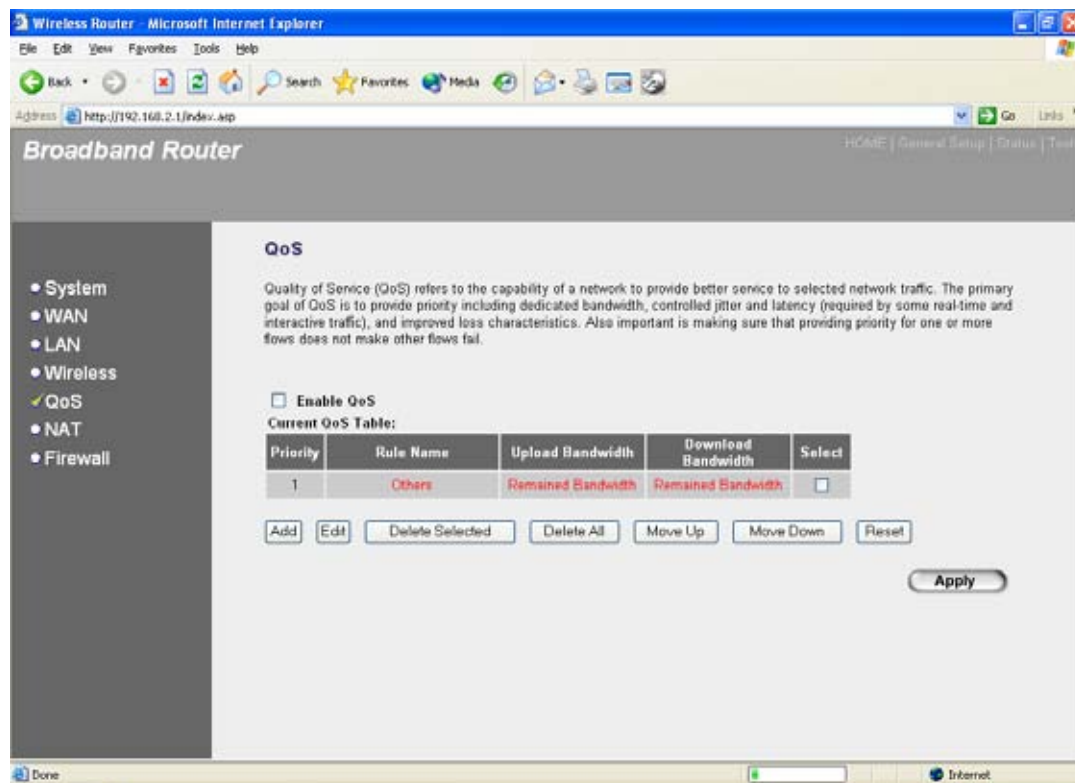 Wireless Router - Microsoft Internet Explorer
File Edit View Favorites Tools Help
Back Search Favorites Media
Address http://192.168.2.1/index.asp Go Links
Broadband Router
HOME | General Setup | Status | Tool
QoS
Quality of Service (QoS) refers to the capability of a network to provide better service to selected network traffic. The primary
goal of QoS is to provide priority including dedicated bandwidth, controlled jitter and latency (required by some real-time and
interactive traffic), and improved loss characteristics. Also important is making sure that providing priority for one or more
flows does not make other flows fail.
System
WAN
LAN
Wireless
QoS
NAT
Firewall
Enable QoS
Current QoS Table:
Priority Rule Name Upload Bandwidth Download Bandwidth Select
1 Others Remained Bandwidth Remained Bandwidth
Add Edit Delete Selected Delete All Move Up Move Down Reset
Apply
Done Internet